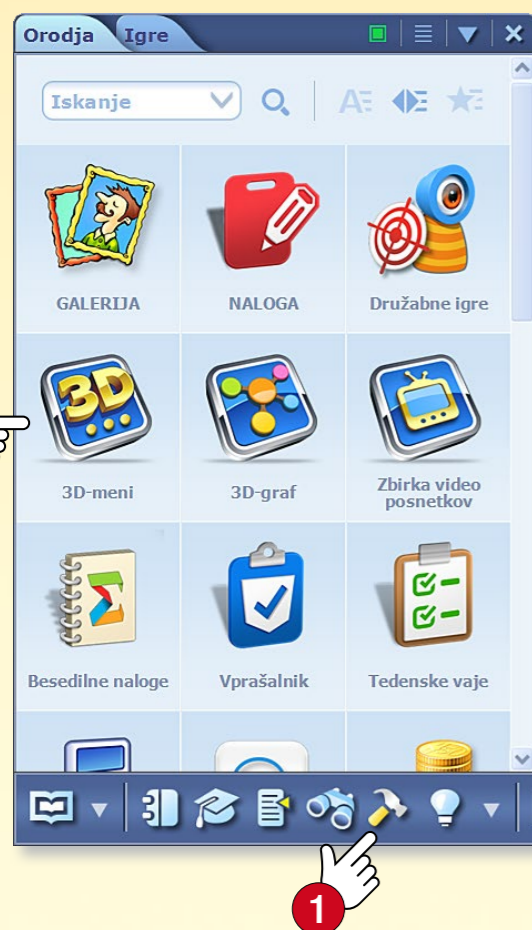 Orodja Igre
Iskanje
GALERIJA NALOGA Družabne igre
3D
3D-meni 3D-graf Zbirka video
posnetkov
Besedilne naloge Vprašalnik Tedenske vaje
1